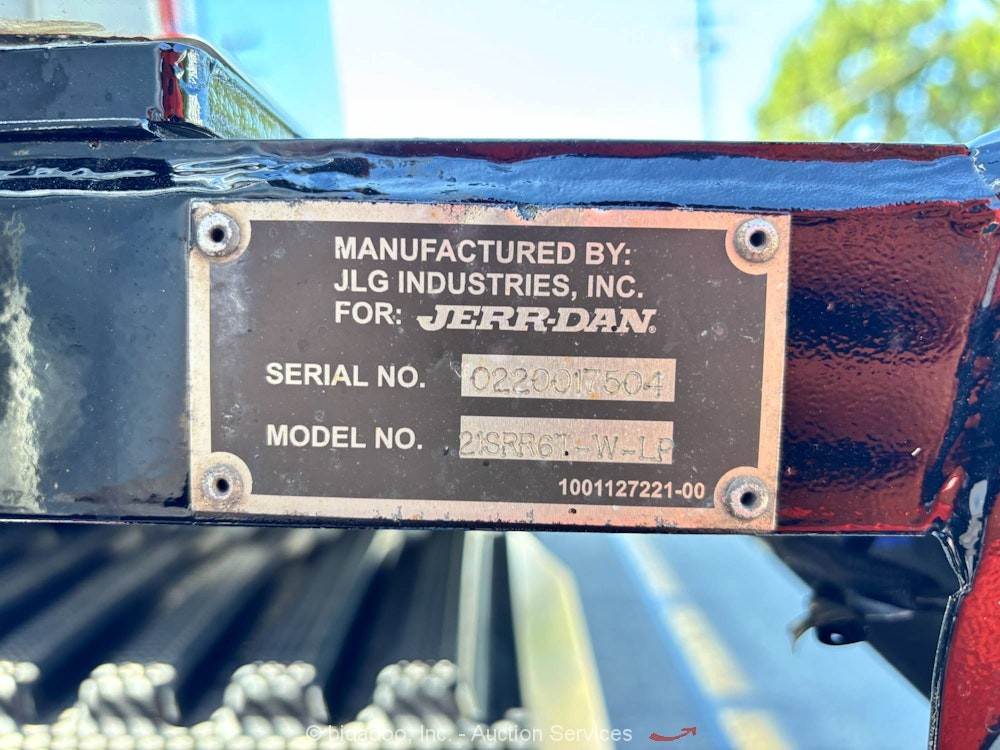 MANUFACTURED BY:
JLG INDUSTRIES, INC.
FOR: JERR-DAN®
SERIAL NO. 0220017504
MODEL NO. 21SRR6T-W-LP
1001127221-00
© bigaboo, Inc. - Auction Services